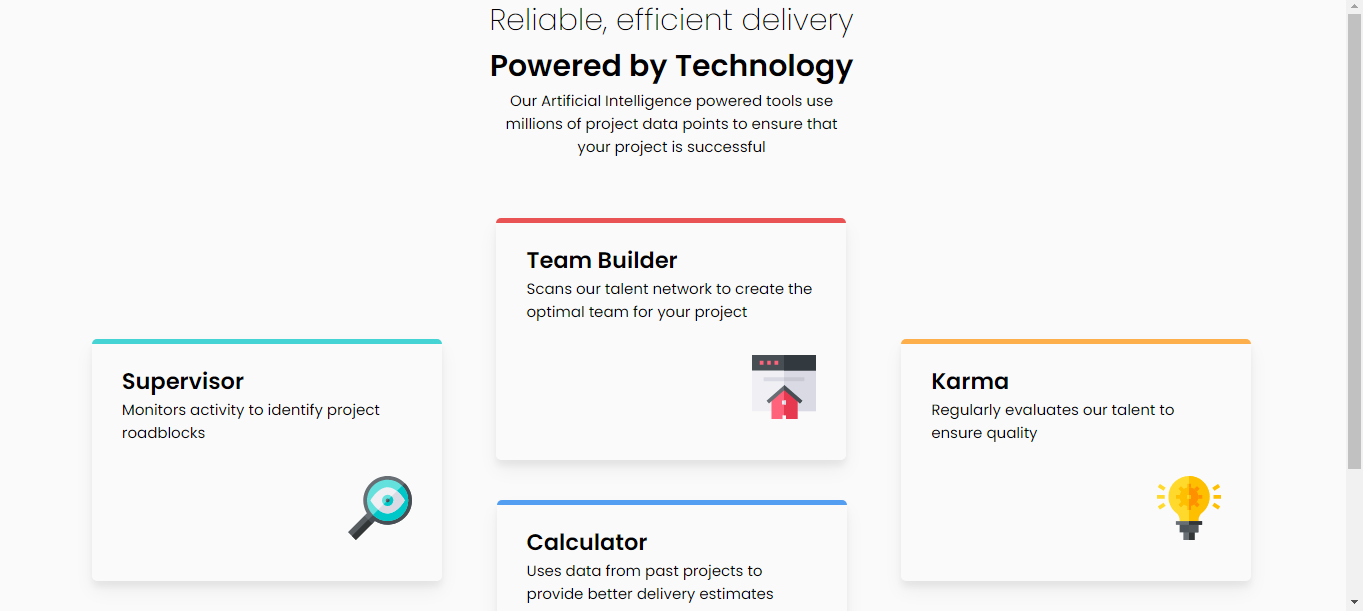 Reliable, efficient delivery
Powered by Technology
Our Artificial Intelligence powered tools use
millions of project data points to ensure that
your project is successful
Team Builder
Scans our talent network to create the
optimal team for your project
Supervisor
Monitors activity to identify project
roadblocks
Karma
Regularly evaluates our talent to
ensure quality
Calculator
Uses data from past projects to
provide better delivery estimates